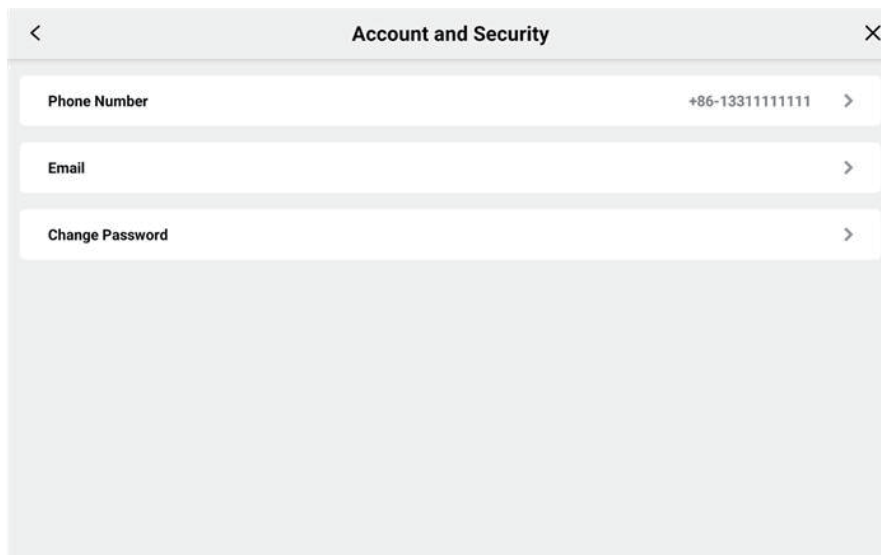 Account and Security
Phone Number +86-13311111111
Email
Change Password